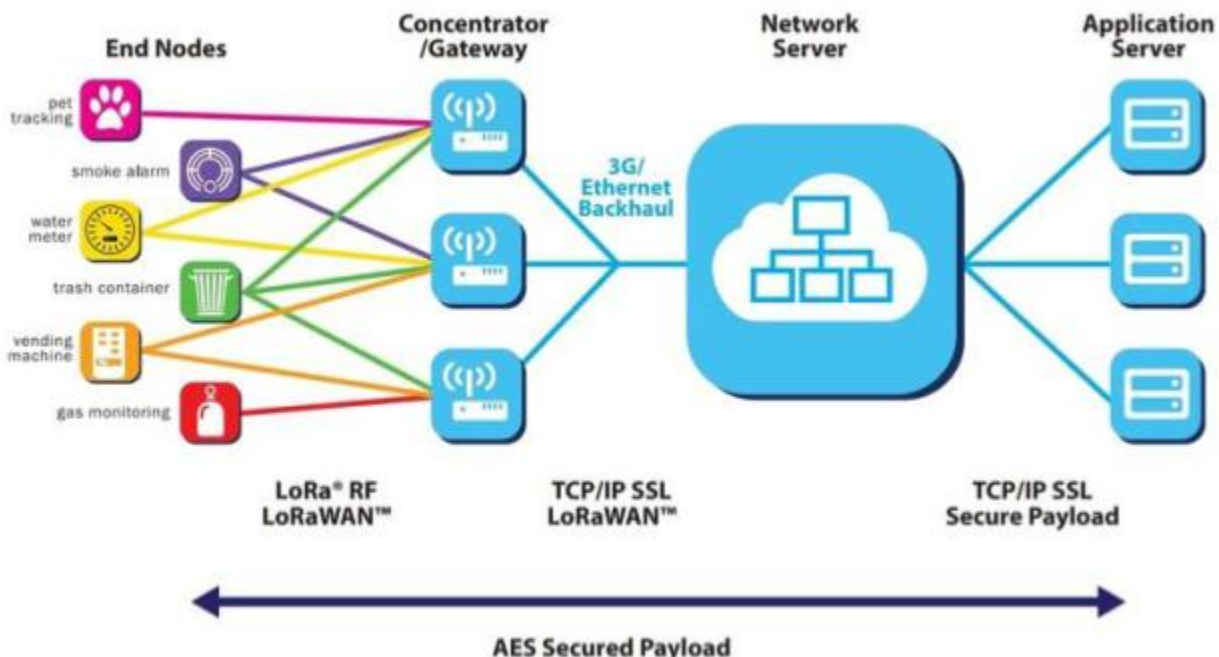 End Nodes
Concentrator
/Gateway
Network
Server
Application
Server
pet
tracking
smoke alarm
water
meter
trash container
vending
machine
gas monitoring
3G/
Ethernet
Backhaul
LoRa® RF
LoRaWAN™
TCP/IP SSL
LoRaWAN™
TCP/IP SSL
Secure Payload
AES Secured Payload